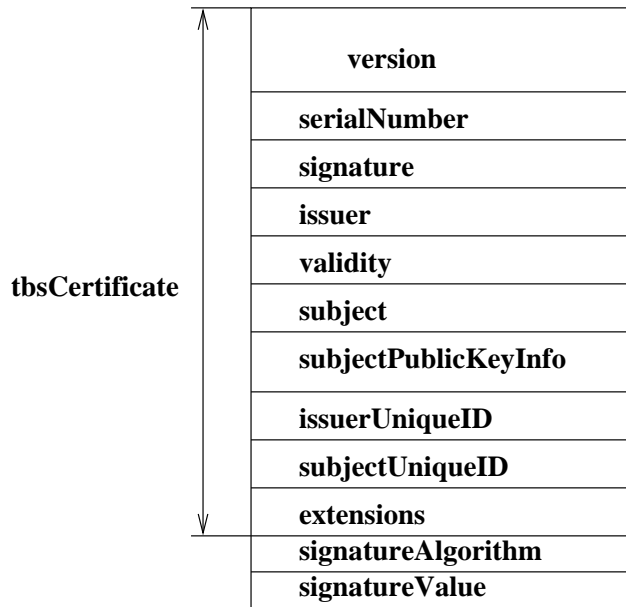 version
serialNumber
signature
issuer
validity
tbsCertificate
subject
subjectPublicKeyInfo
issuerUniqueID
subjectUniqueID
extensions
signatureAlgorithm
signatureValue